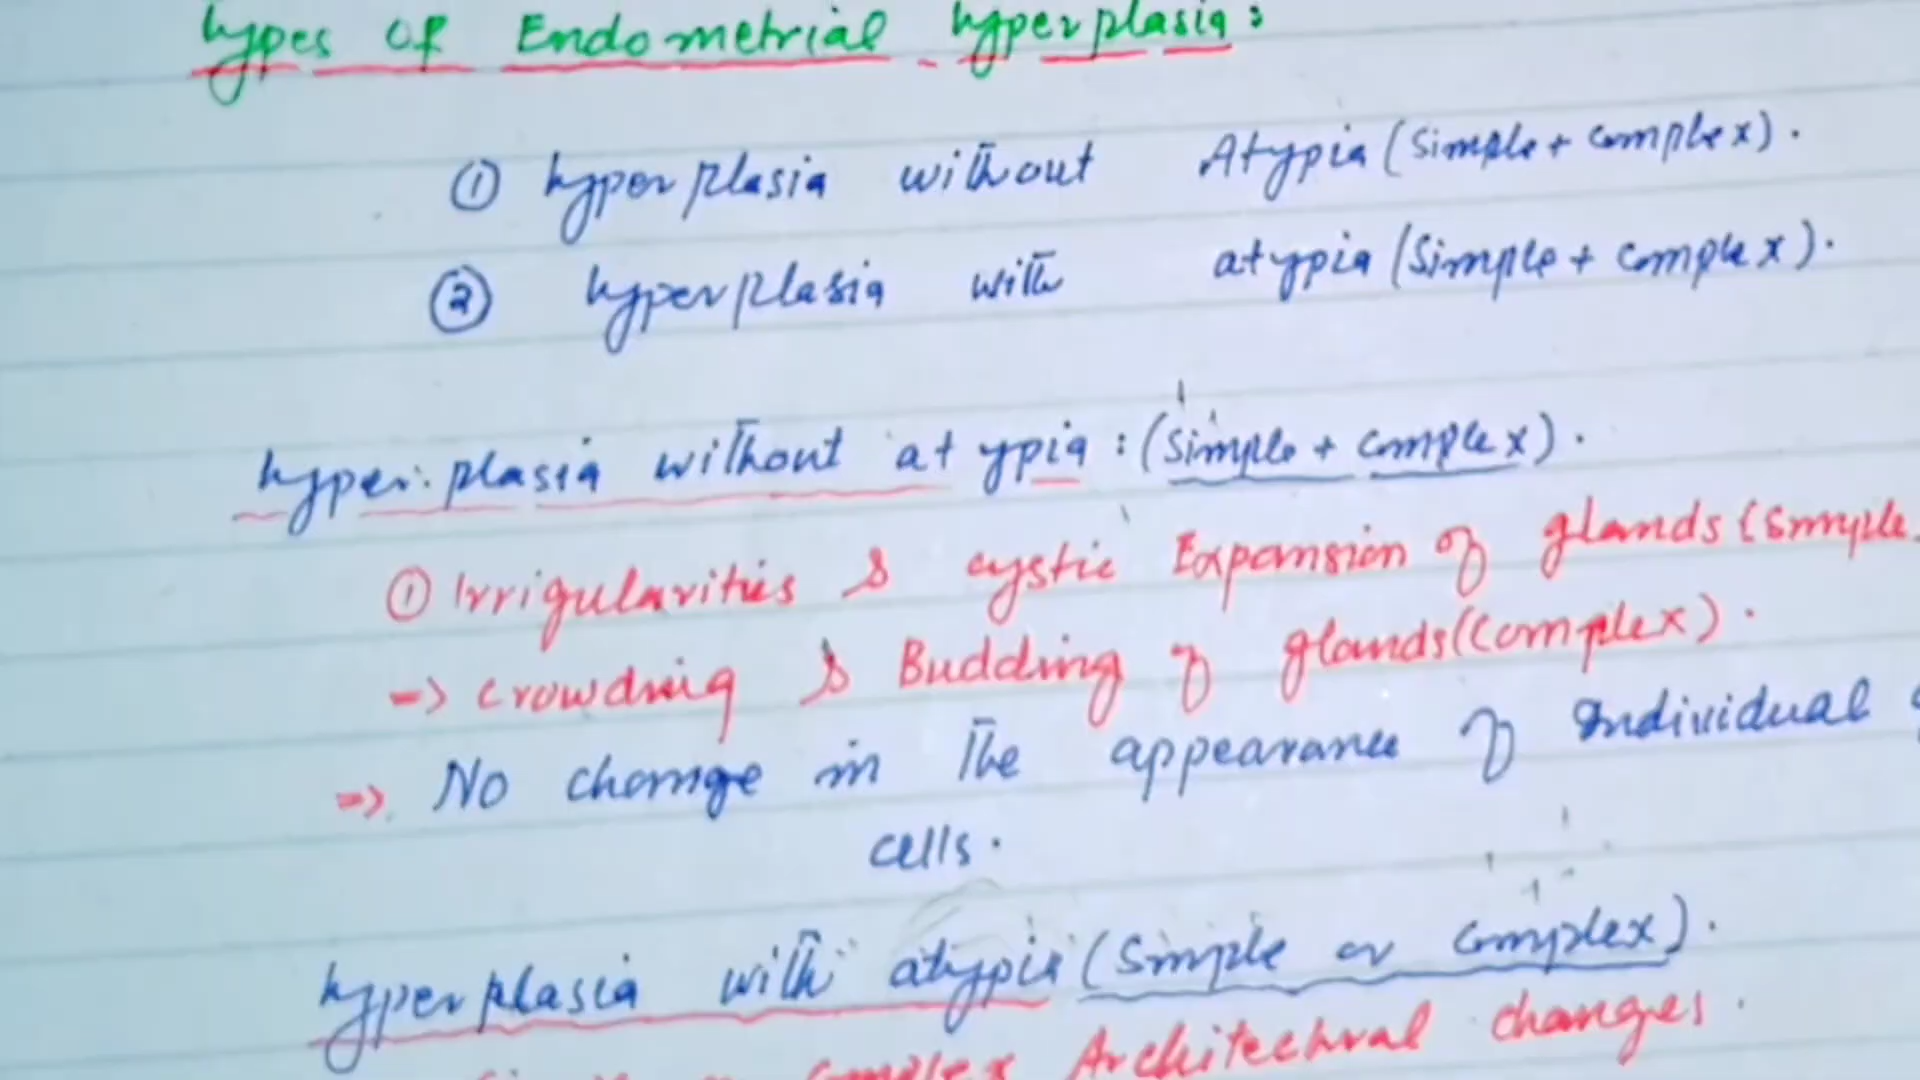 types of Endometrial hyperplasia:
① hyperplasia without Atypia (Simple + complex).
② hyperplasia with atypia (Simple + complex).
hyperplasia without atypia: (simple + complex).
① Irrigularities & cystic Expansion of glands (simple
=> crowding & Budding of glands (complex).
=> No change in the appearance of Individual
cells.
hyperplasia with atypia (simple or complex).
complex Architectural changes.